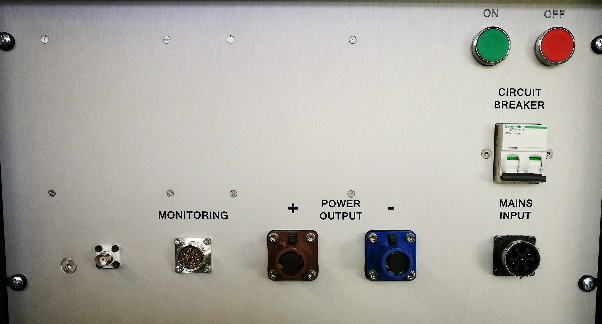 ON OFF
CIRCUIT
BREAKER
MONITORING
+ POWER -
OUTPUT
MAINS
INPUT